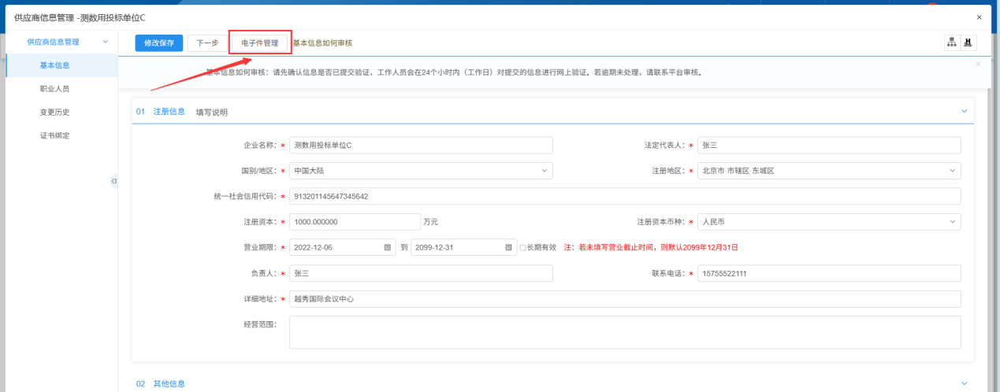 供应商信息管理 -测数用投标单位C ×
供应商信息管理
基本信息
职业人员
变更历史
证书绑定
修改保存 下一步 电子件管理 基本信息如何审核
基本信息如何审核：请先确认信息是否已提交验证，工作人员会在24个小时内（工作日）对提交的信息进行网上验证。若逾期未处理，请联系平台审核。 ×
01 注册信息 填写说明
企业名称：* 测数用投标单位C 法定代表人：* 张三
国别/地区：* 中国大陆 注册地区：* 北京市·市辖区·东城区
统一社会信用代码：* 913201145647345642
注册资本：* 1000.000000 万元 注册资本币种：* 人民币
营业期限：* 2022-12-06 到 2099-12-31 长期有效 注：若未填写营业截止时间，则默认2099年12月31日
负责人：* 张三 联系电话：* 15755522111
详细地址：* 越秀国际会议中心
经营范围：
02 其他信息